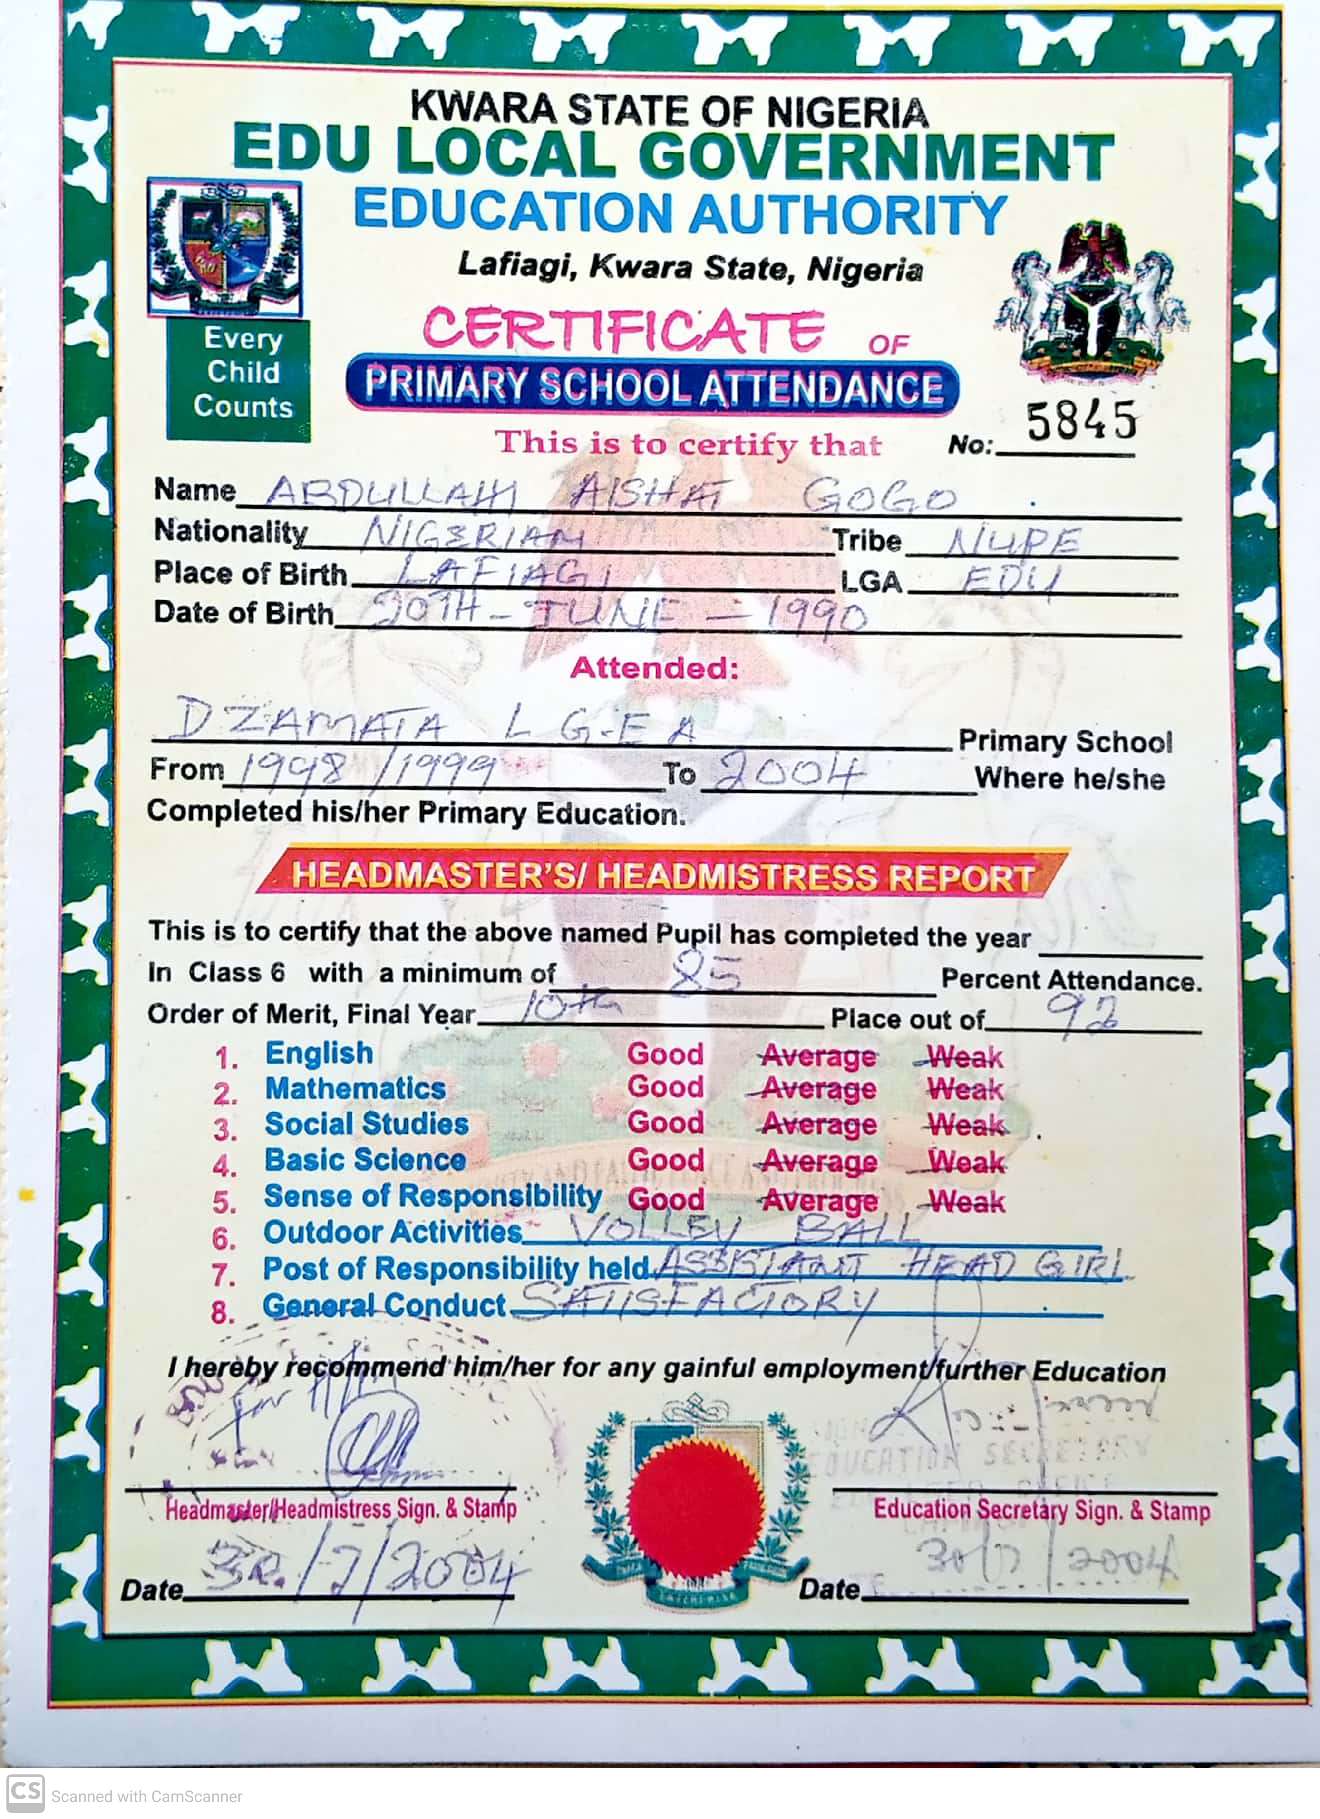 KWARA STATE OF NIGERIA
EDU LOCAL GOVERNMENT
EDUCATION AUTHORITY
Lafiagi, Kwara State, Nigeria
Every
Child
Counts
CERTIFICATE OF
PRIMARY SCHOOL ATTENDANCE
This is to certify that No: 5845
Name ABDULLAHI AISHAT GOGO
Nationality NIGERIAN Tribe NUPE
Place of Birth LAFIAGI LGA EDU
Date of Birth 20TH - JUNE - 1990
Attended:
DZAMATA L G.E A Primary School
From 1998/1999 To 2004 Where he/she
Completed his/her Primary Education.
HEADMASTER'S/ HEADMISTRESS REPORT
This is to certify that the above named Pupil has completed the year
In Class 6 with a minimum of 85 Percent Attendance.
Order of Merit, Final Year 10th Place out of 92
1. English Good Average Weak
2. Mathematics Good Average Weak
3. Social Studies Good Average Weak
4. Basic Science Good Average Weak
5. Sense of Responsibility Good Average Weak
6. Outdoor Activities VOLLEY BALL
7. Post of Responsibility held ASSISTANT HEAD GIRL
8. General Conduct SATISFACTORY
I hereby recommend him/her for any gainful employment/further Education
EDUCATION SECRETARY
Headmaster/Headmistress Sign. & Stamp Education Secretary Sign. & Stamp
Date 30/7/2004 Date 30/7/2004
CS Scanned with CamScanner